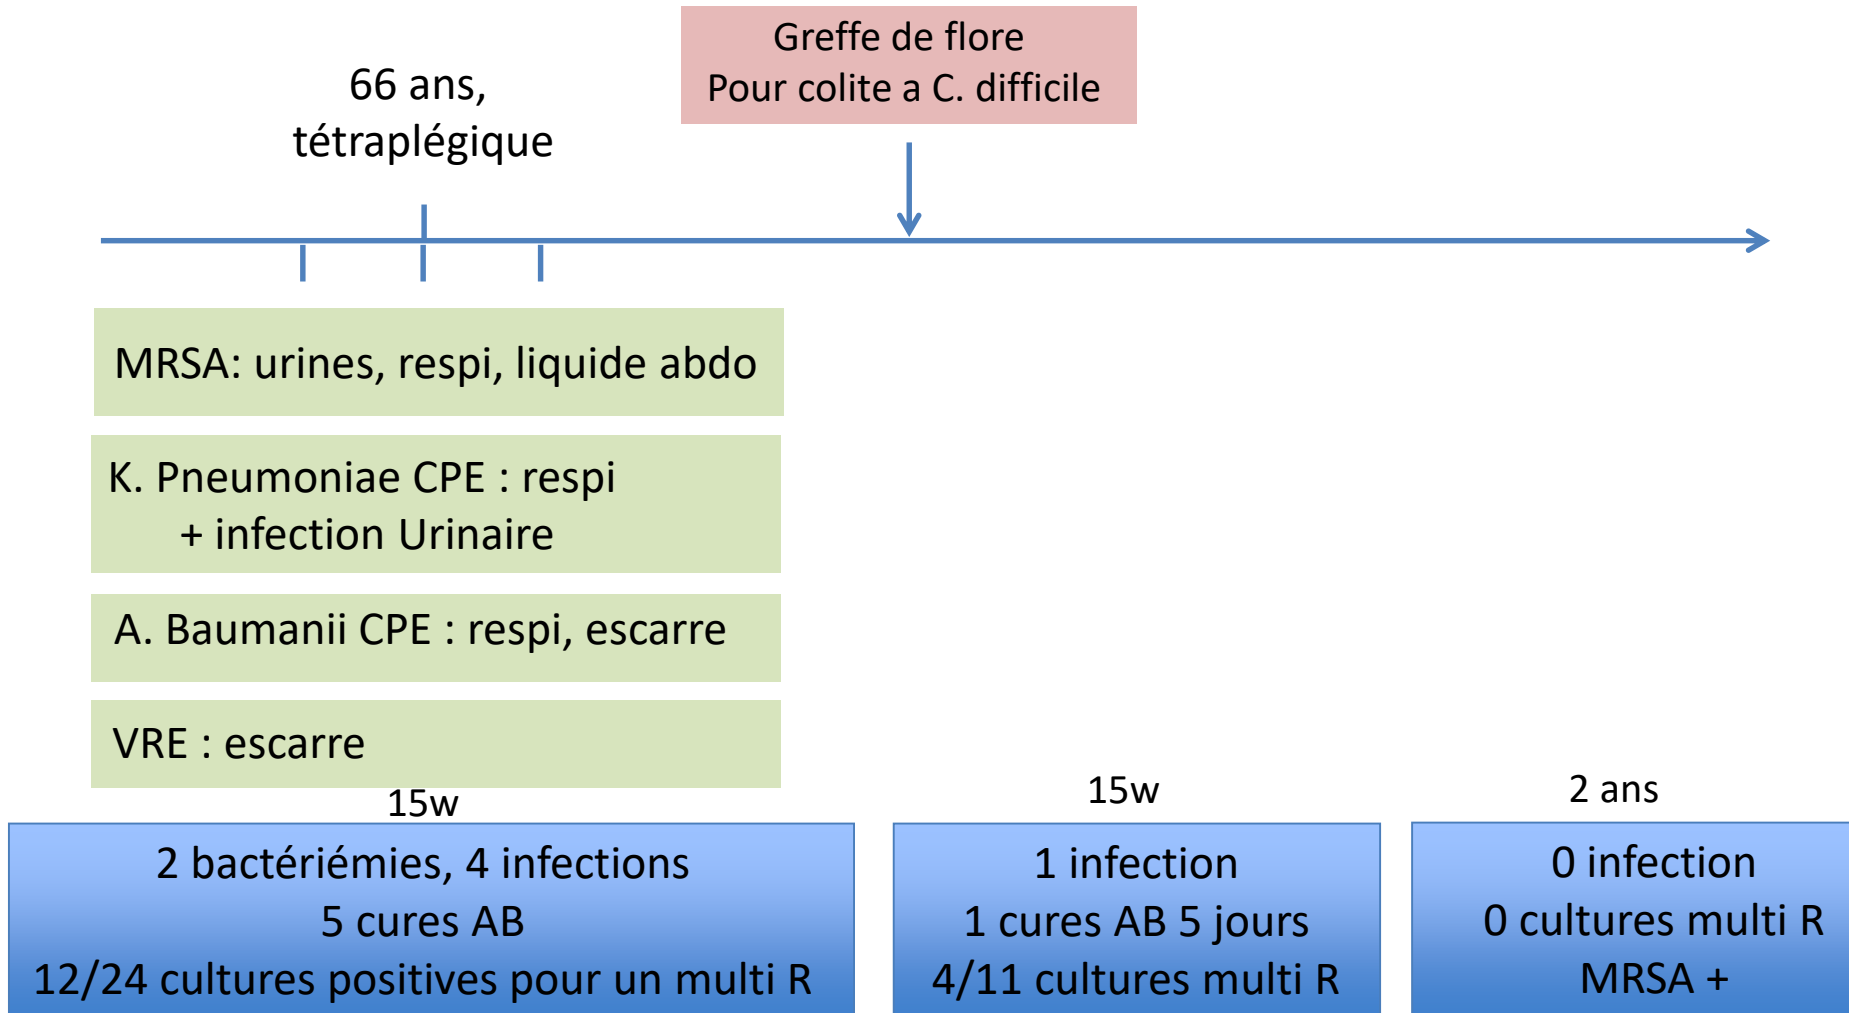 Greffe de flore
Pour colite a C. difficile
66 ans,
tétraplégique
MRSA: urines, respi, liquide abdo
K. Pneumoniae CPE : respi
+ infection Urinaire
A. Baumanii CPE : respi, escarre
VRE : escarre
15w
2 bactériémies, 4 infections
5 cures AB
12/24 cultures positives pour un multi R
15w
1 infection
1 cures AB 5 jours
4/11 cultures multi R
2 ans
0 infection
0 cultures multi R
MRSA +